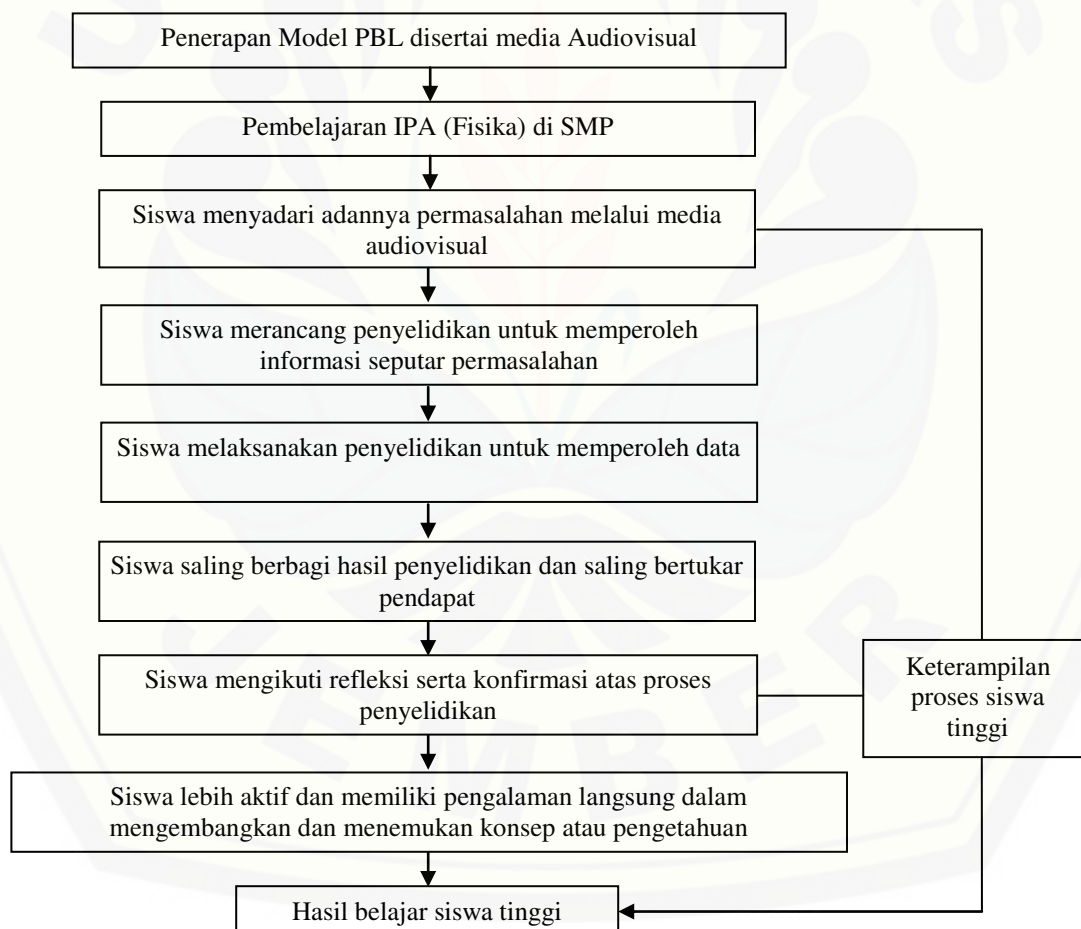 Penerapan Model PBL disertai media Audiovisual
Pembelajaran IPA (Fisika) di SMP
Siswa menyadari adannya permasalahan melalui media
audiovisual
Siswa merancang penyelidikan untuk memperoleh
informasi seputar permasalahan
Siswa melaksanakan penyelidikan untuk memperoleh data
Siswa saling berbagi hasil penyelidikan dan saling bertukar
pendapat
Siswa mengikuti refleksi serta konfirmasi atas proses
penyelidikan
Keterampilan
proses siswa
tinggi
Siswa lebih aktif dan memiliki pengalaman langsung dalam
mengembangkan dan menemukan konsep atau pengetahuan
Hasil belajar siswa tinggi
JEMBER